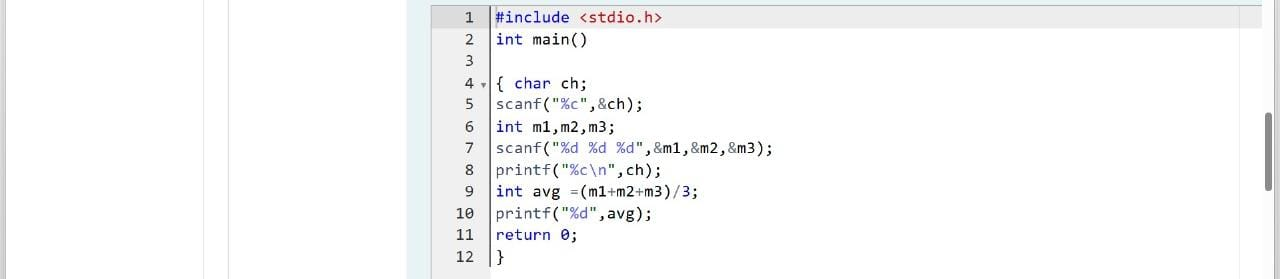 1 #include <stdio.h>
2 int main()
3
4 { char ch;
5 scanf("%c",&ch);
6 int m1,m2,m3;
7 scanf("%d %d %d",&m1,&m2,&m3);
8 printf("%c\n",ch);
9 int avg =(m1+m2+m3)/3;
10 printf("%d",avg);
11 return 0;
12 }